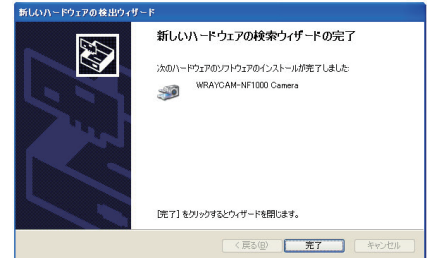 新しいハードウェアの検出ウィザード
新しいハードウェアの検索ウィザードの完了
次のハードウェアのソフトウェアのインストールが完了しました:
WRAYCAM-NF1000 Camera
[完了] をクリックするとウィザードを閉じます。
< 戻る(B)
完了
キャンセル